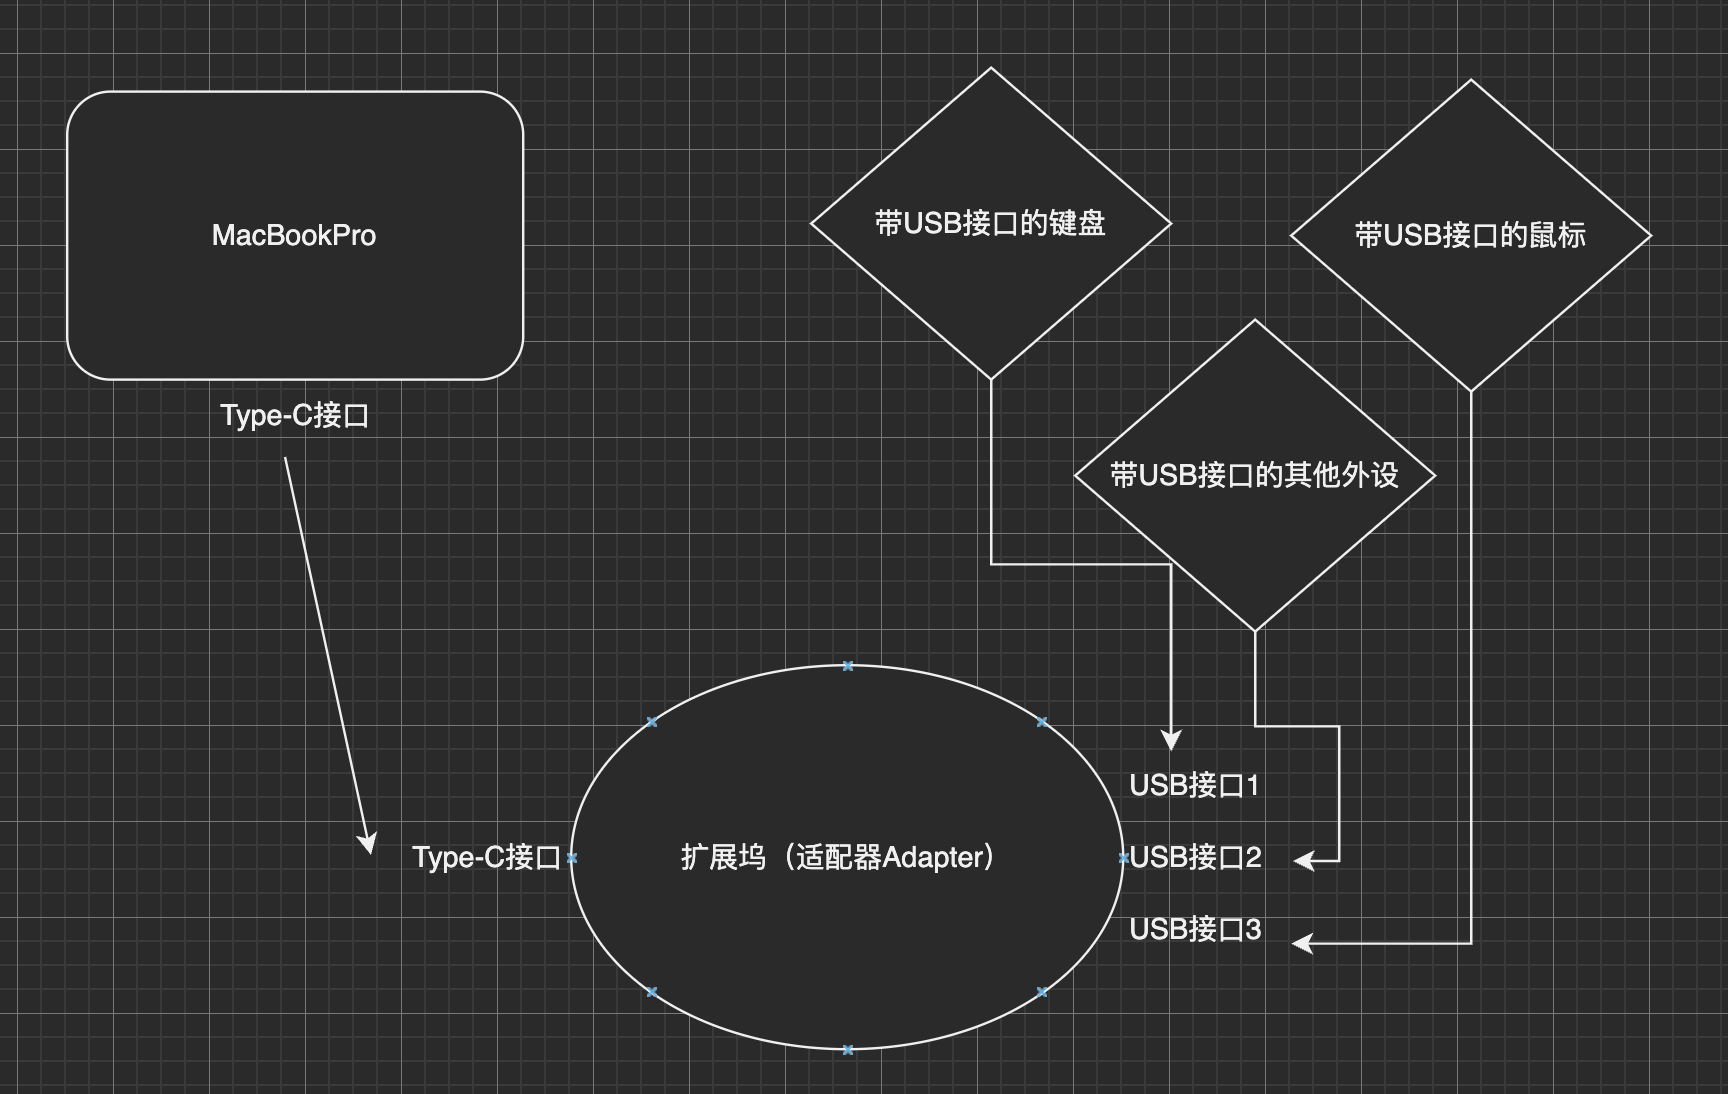 MacBookPro
Type-C接口
带USB接口的键盘
带USB接口的鼠标
带USB接口的其他外设
Type-C接口
扩展坞（适配器Adapter）
USB接口1
USB接口2
USB接口3